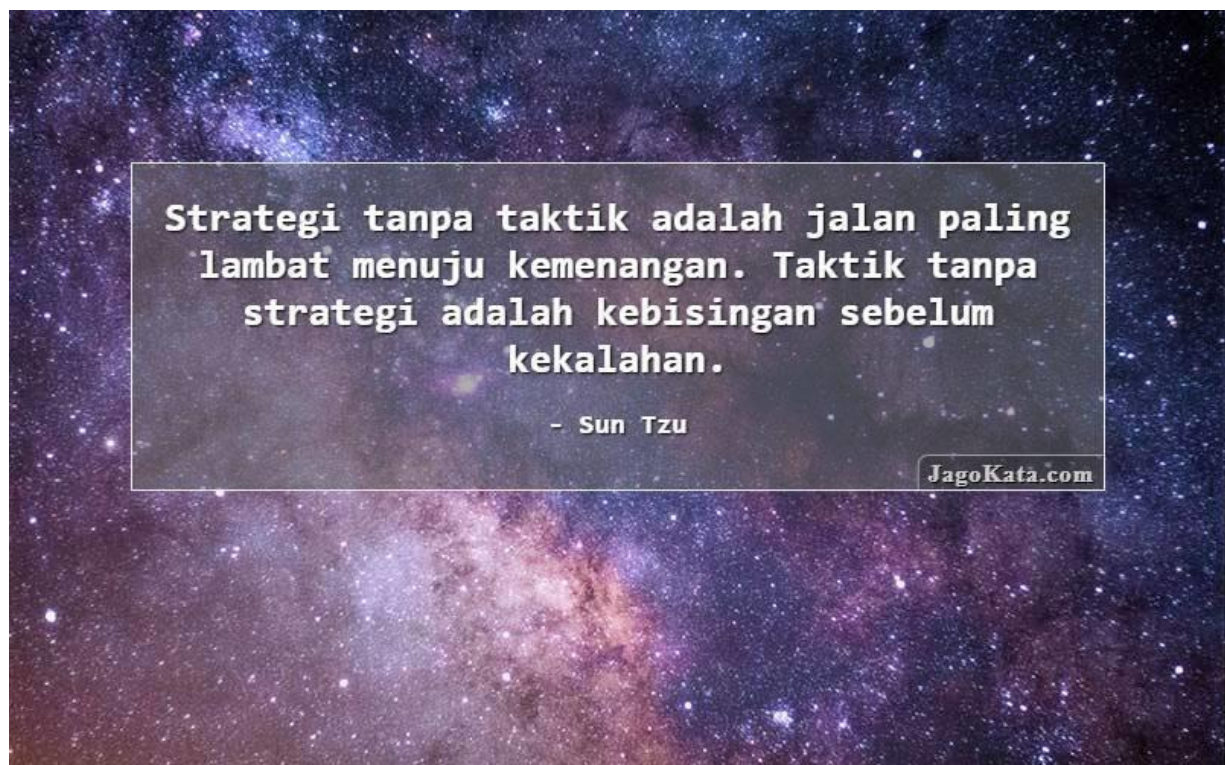 Strategi tanpa taktik adalah jalan paling
lambat menuju kemenangan. Taktik tanpa
strategi adalah kebisingan sebelum
kekalahan.
- Sun Tzu
JagoKata.com